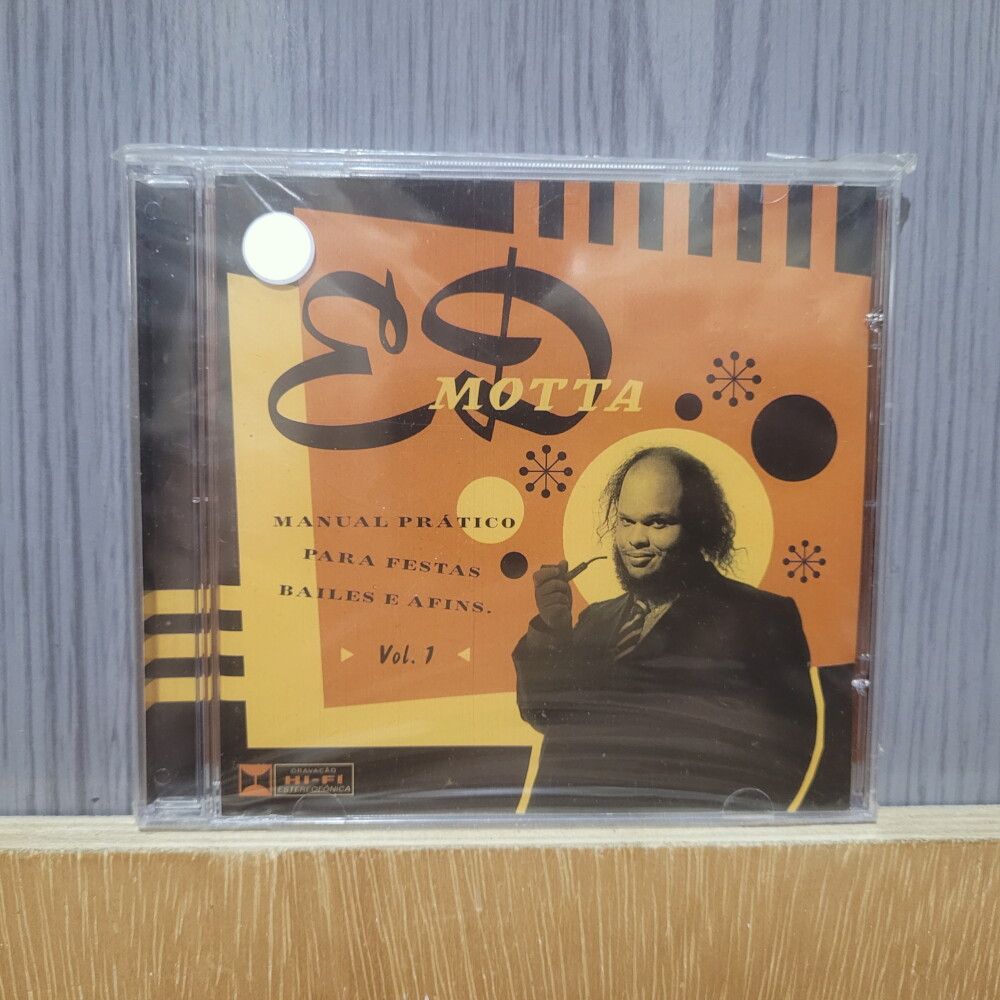 ED
MOTTA
MANUAL PRÁTICO
PARA FESTAS
BAILES E AFINS.
Vol. 1
GRAVAÇÃO
HI-FI
ESTEREOFÔNICA